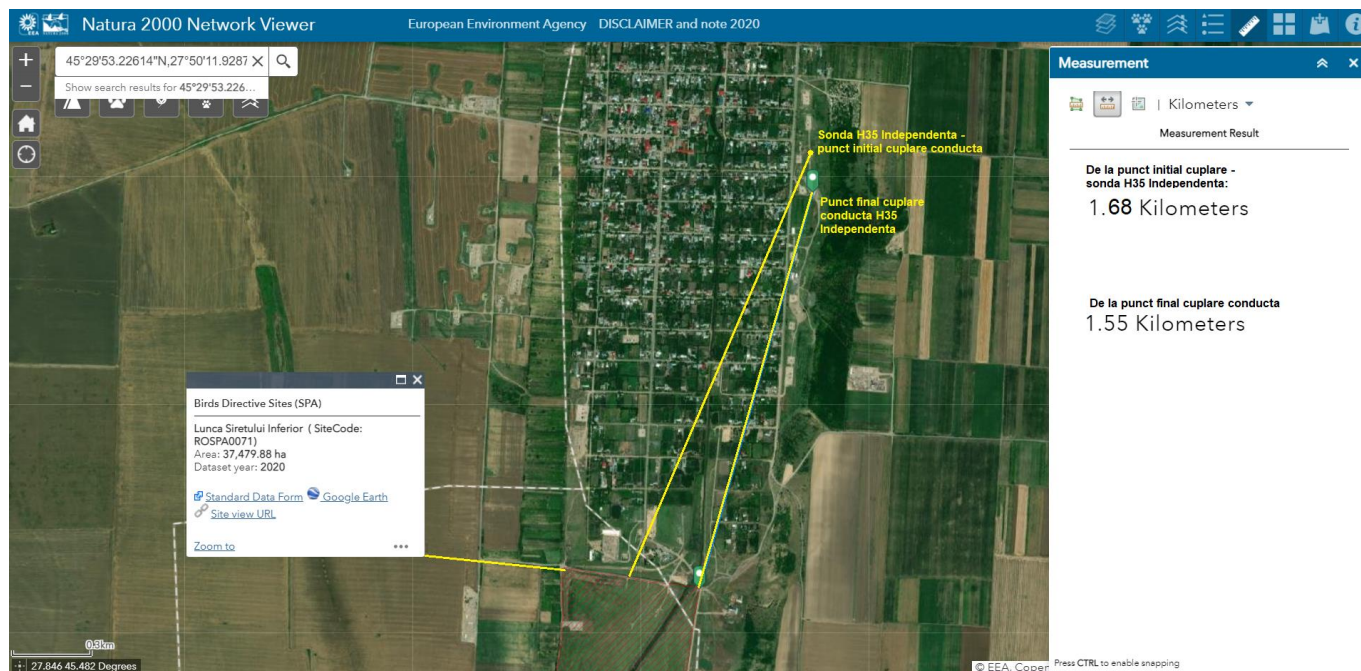 Natura 2000 Network Viewer
European Environment Agency DISCLAIMER and note 2020
45°29'53.22614"N,27°50'11.9287
Show search results for 45°29'53.226...
Sonda H35 Independenta -
punct initial cuplare conducta
Punct final cuplare
conducta H35
Independenta
Birds Directive Sites (SPA)
Lunca Siretului Inferior ( SiteCode:
ROSPA0071)
Area: 37,479.88 ha
Dataset year: 2020
Standard Data Form Google Earth
Site view URL
Zoom to
0.3km
27.846 45.482 Degrees
© EEA, Coper
Measurement
| Kilometers
Measurement Result
De la punct initial cuplare -
sonda H35 Independenta:
1.68 Kilometers
De la punct final cuplare conducta
1.55 Kilometers
Press CTRL to enable snapping